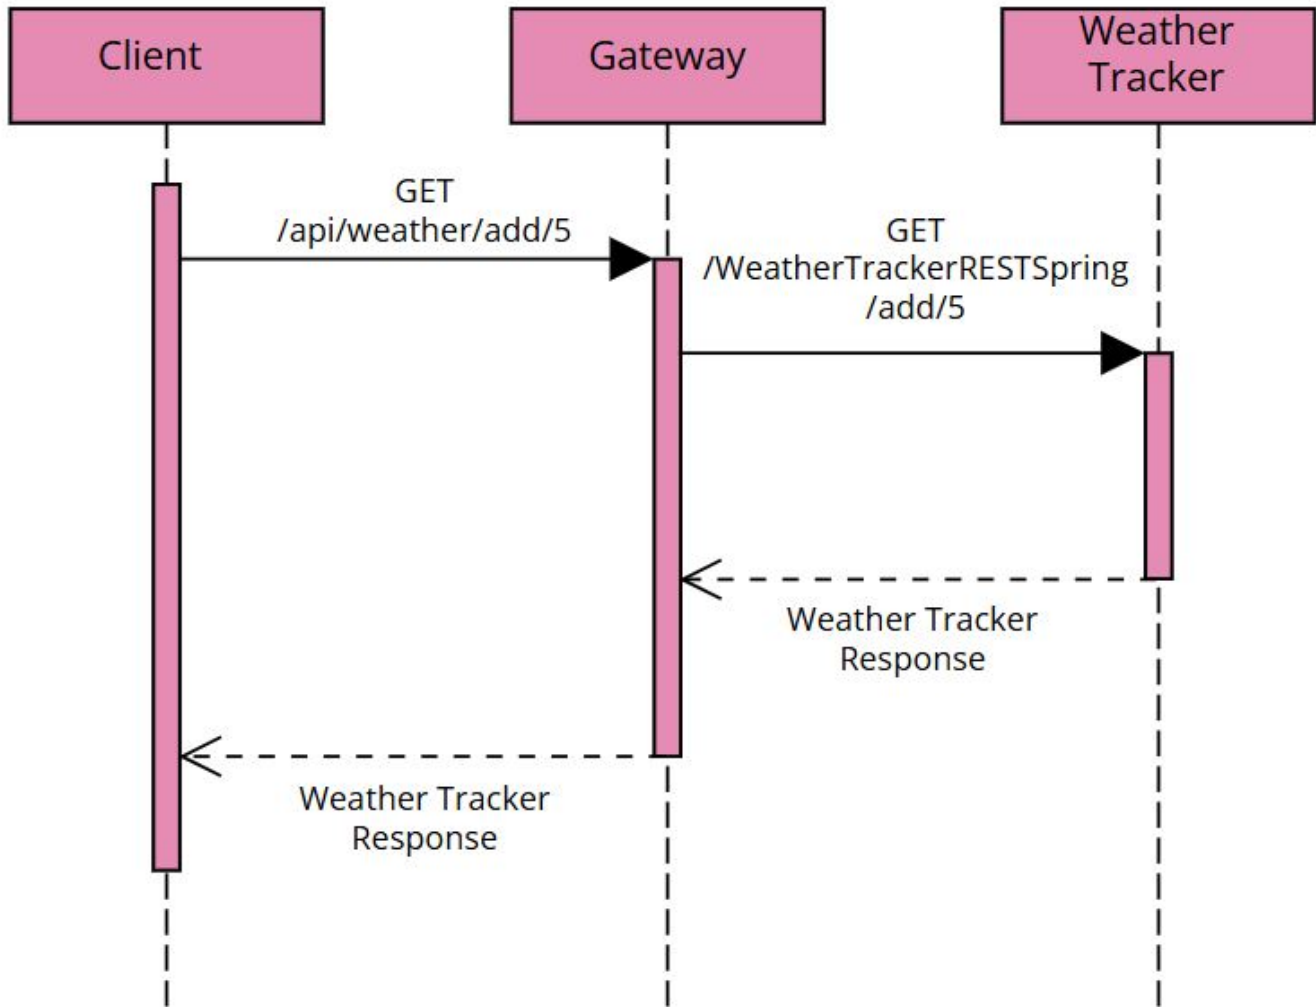 Client
Gateway
Weather
Tracker
GET
/api/weather/add/5
GET
/WeatherTrackerRESTSpring
/add/5
Weather Tracker
Response
Weather Tracker
Response